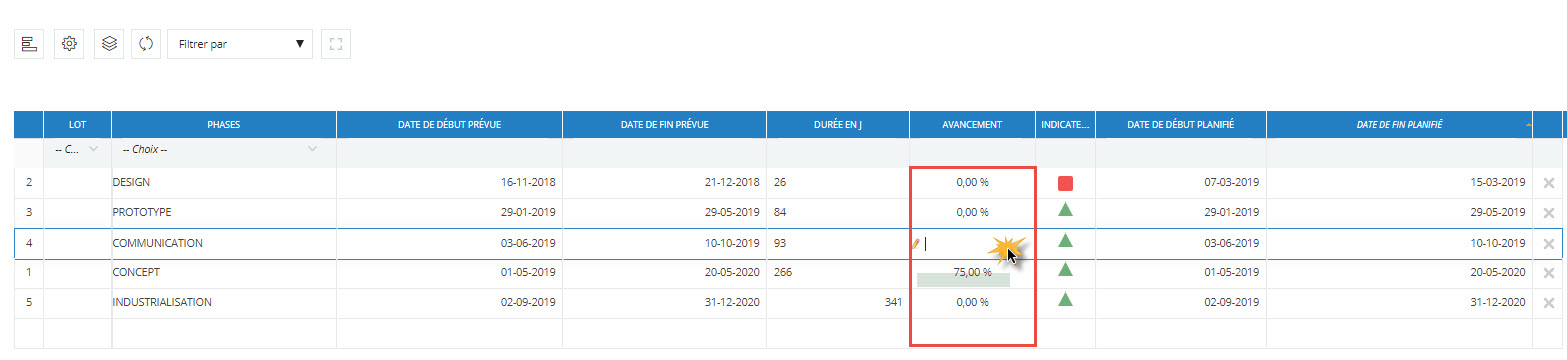 Filtrer par
LOT PHASES DATE DE DÉBUT PRÉVUE DATE DE FIN PRÉVUE DURÉE EN J AVANCEMENT INDICATE... DATE DE DÉBUT PLANIFIÉ DATE DE FIN PLANIFIÉ
-- C... -- Choix --
2 DESIGN 16-11-2018 21-12-2018 26 0,00 % 07-03-2019 15-03-2019
3 PROTOTYPE 29-01-2019 29-05-2019 84 0,00 % 29-01-2019 29-05-2019
4 COMMUNICATION 03-06-2019 10-10-2019 93 03-06-2019 10-10-2019
1 CONCEPT 01-05-2019 20-05-2020 266 75,00 % 01-05-2019 20-05-2020
5 INDUSTRIALISATION 02-09-2019 31-12-2020 341 0,00 % 02-09-2019 31-12-2020